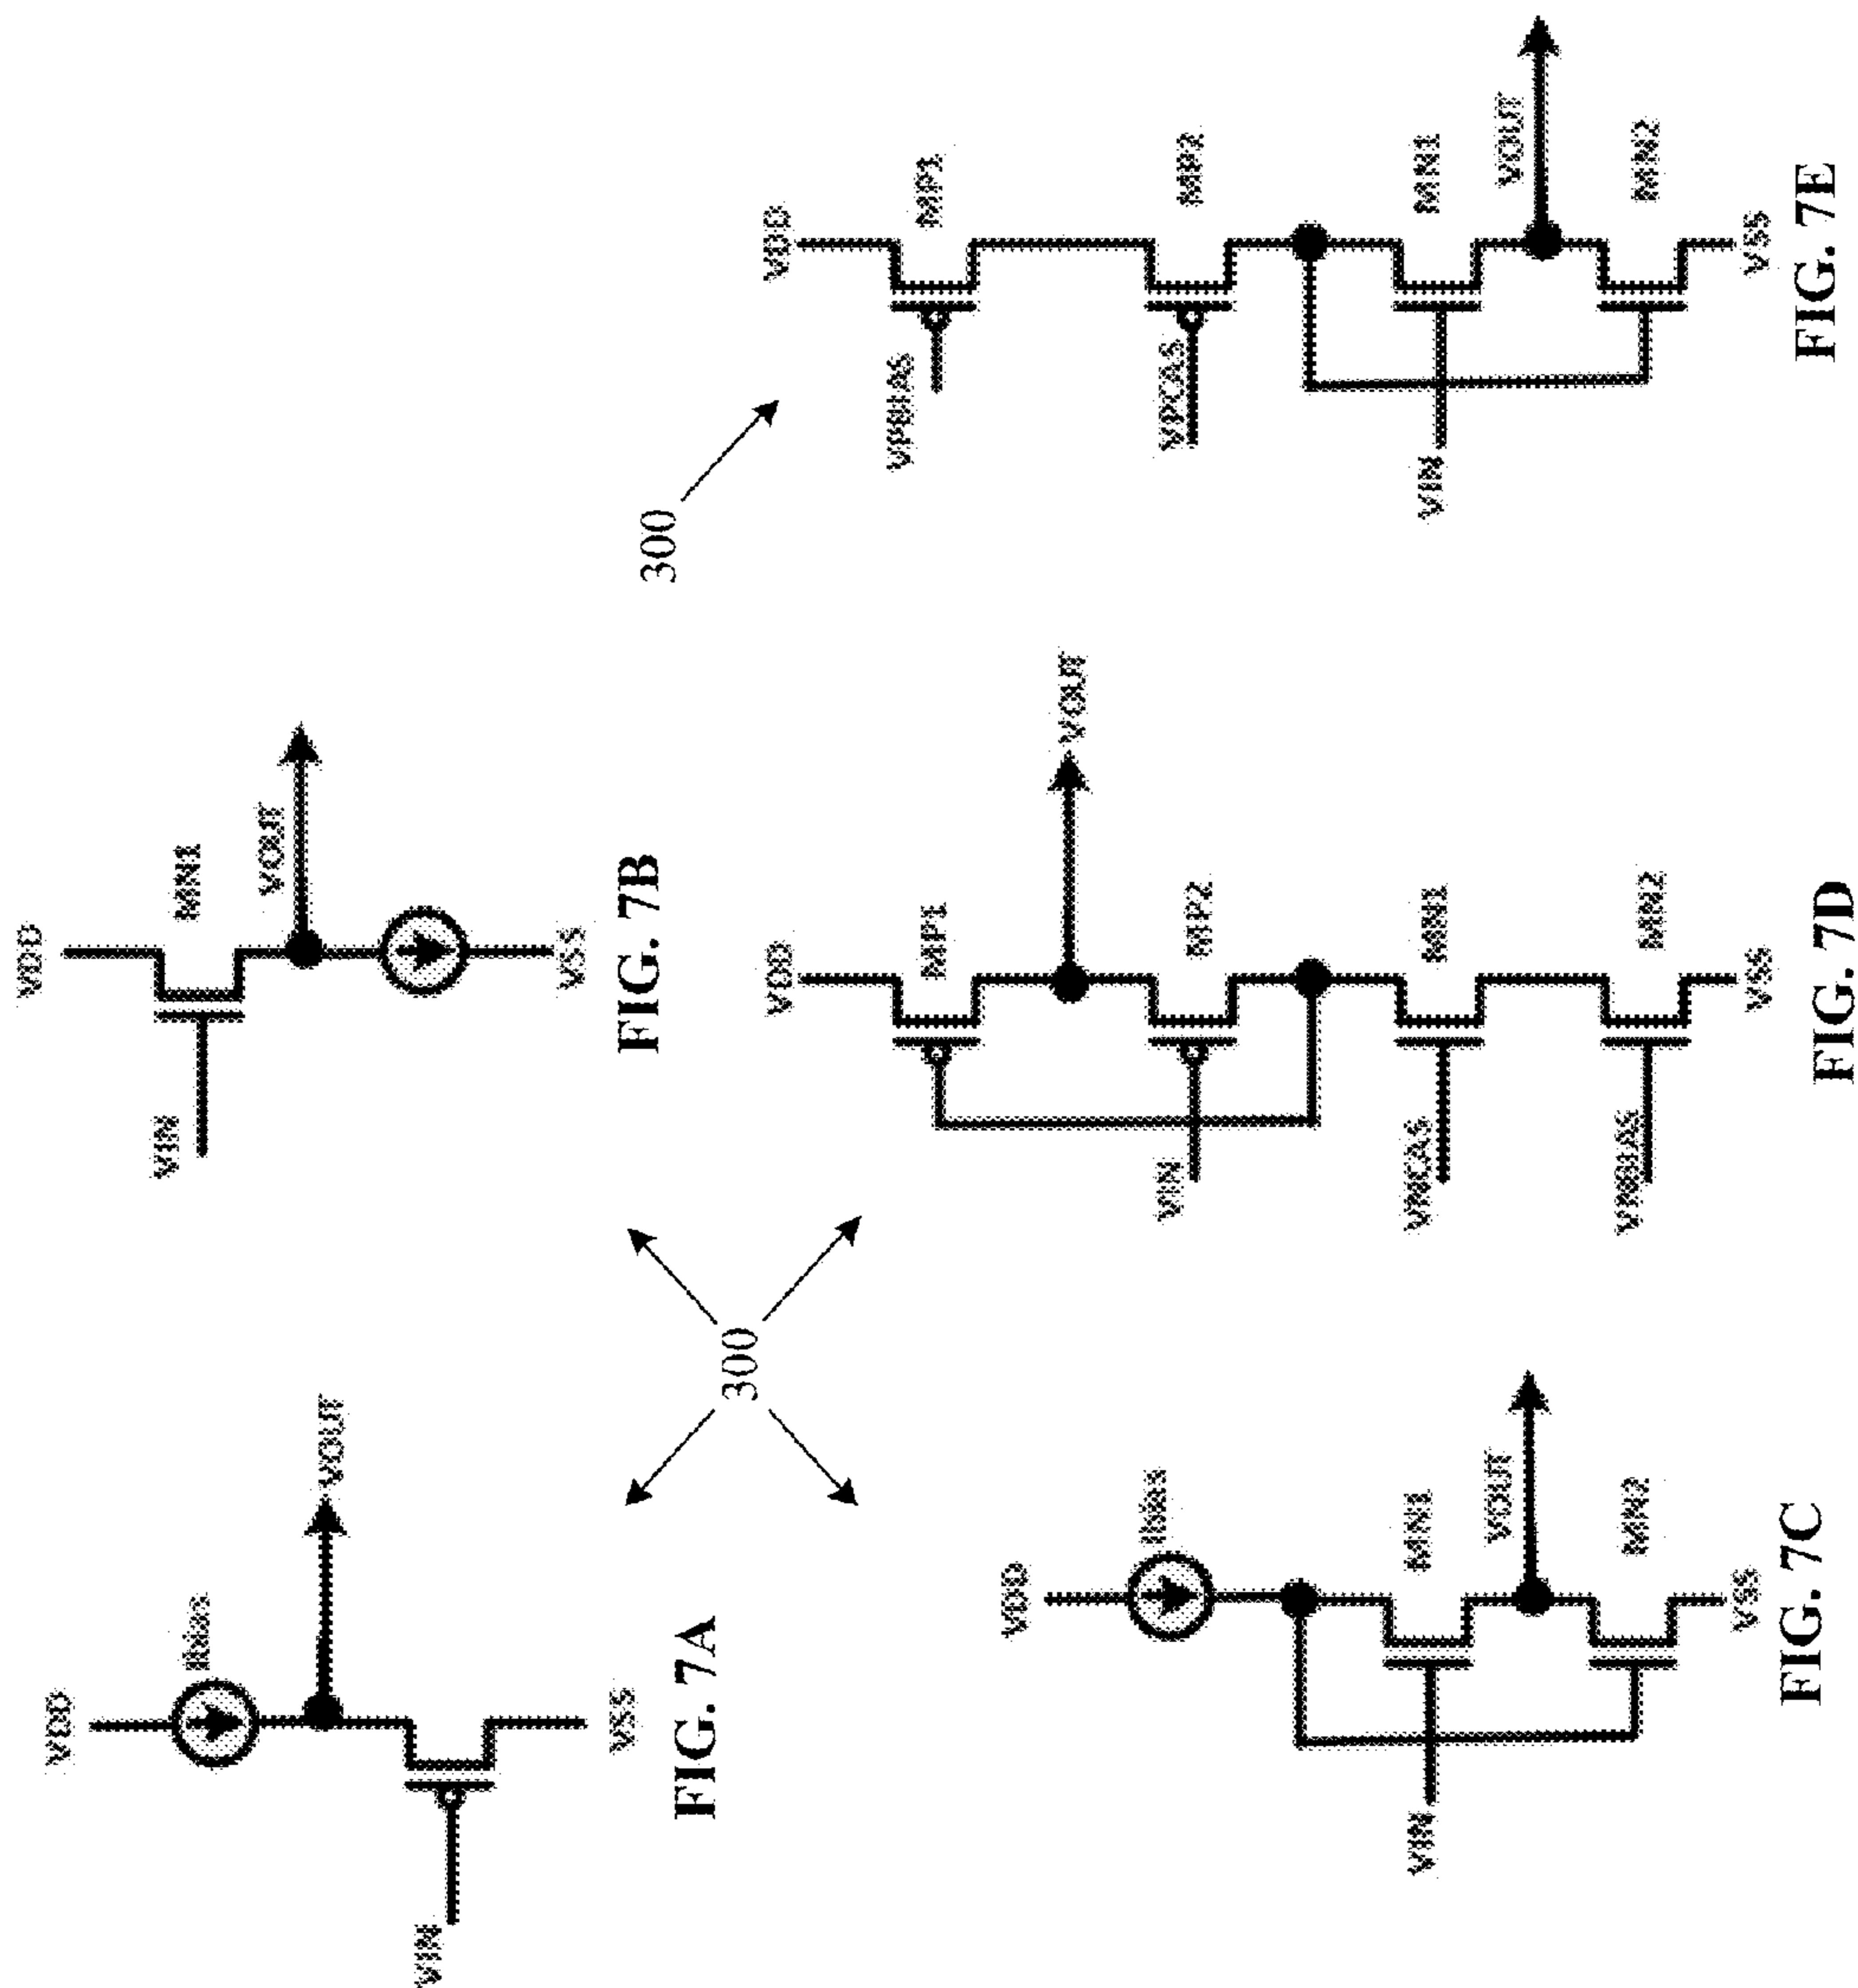 VDD
Ibias
VOUT
VIN
VSS
FIG. 7A
VDD
MN1
VIN
VOUT
VSS
FIG. 7B
300
300
VDD
Ibias
MN1
VIN
VOUT
MN2
VSS
FIG. 7C
VDD
MP1
VOUT
MP2
VIN
MN1
VNCAS
MN2
VNBIAS
VSS
FIG. 7D
VDD
MP1
VPBIAS
MP2
VPCAS
MN1
VIN
VOUT
MN2
VSS
FIG. 7E